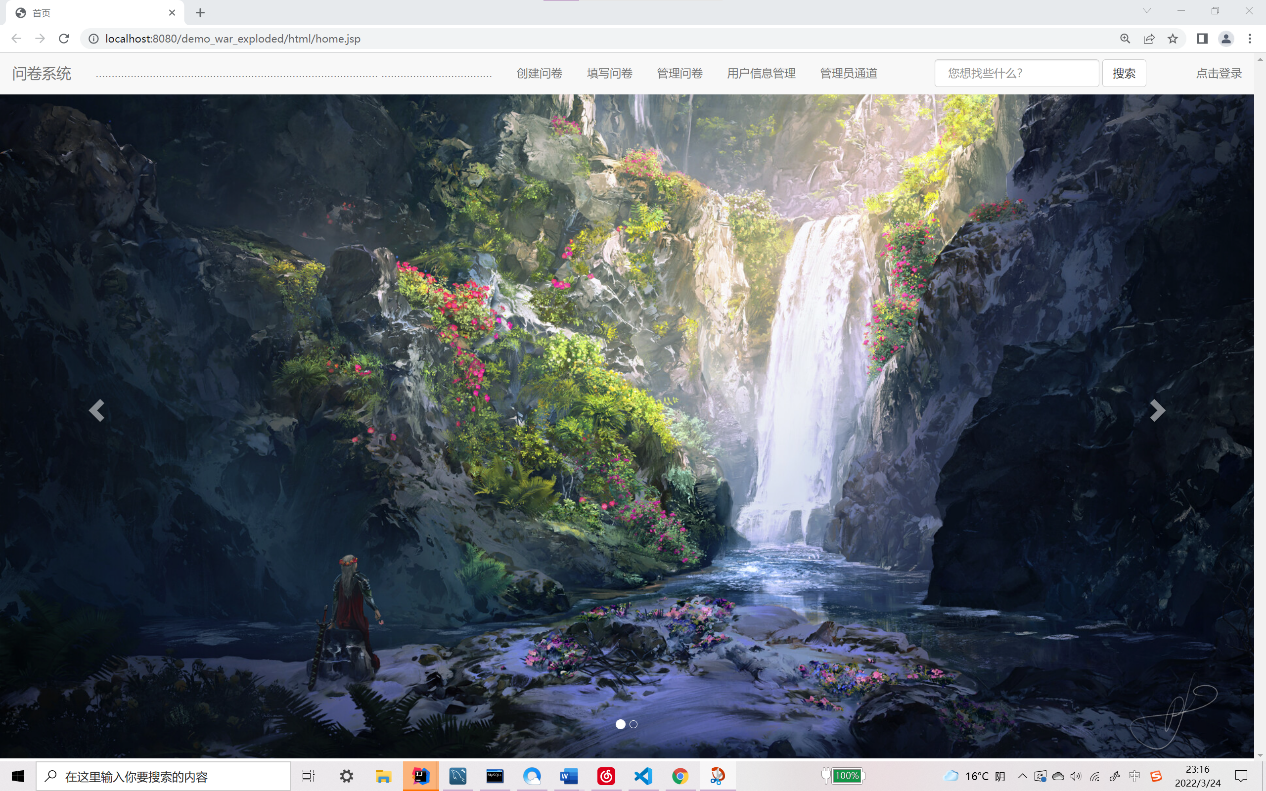 首页
localhost:8080/demo_war_exploded/html/home.jsp
问卷系统 创建问卷 填写问卷 管理问卷 用户信息管理 管理员通道 您想找些什么? 搜索 点击登录
在这里输入你要搜索的内容 100% 16°C 阴 中 23:16
2022/3/24